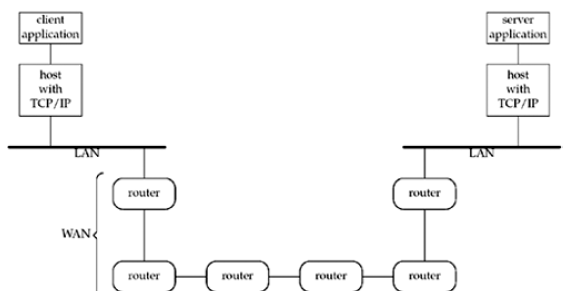 client
application
server
application
host
with
TCP/IP
host
with
TCP/IP
LAN
LAN
router
router
WAN
router
router
router
router